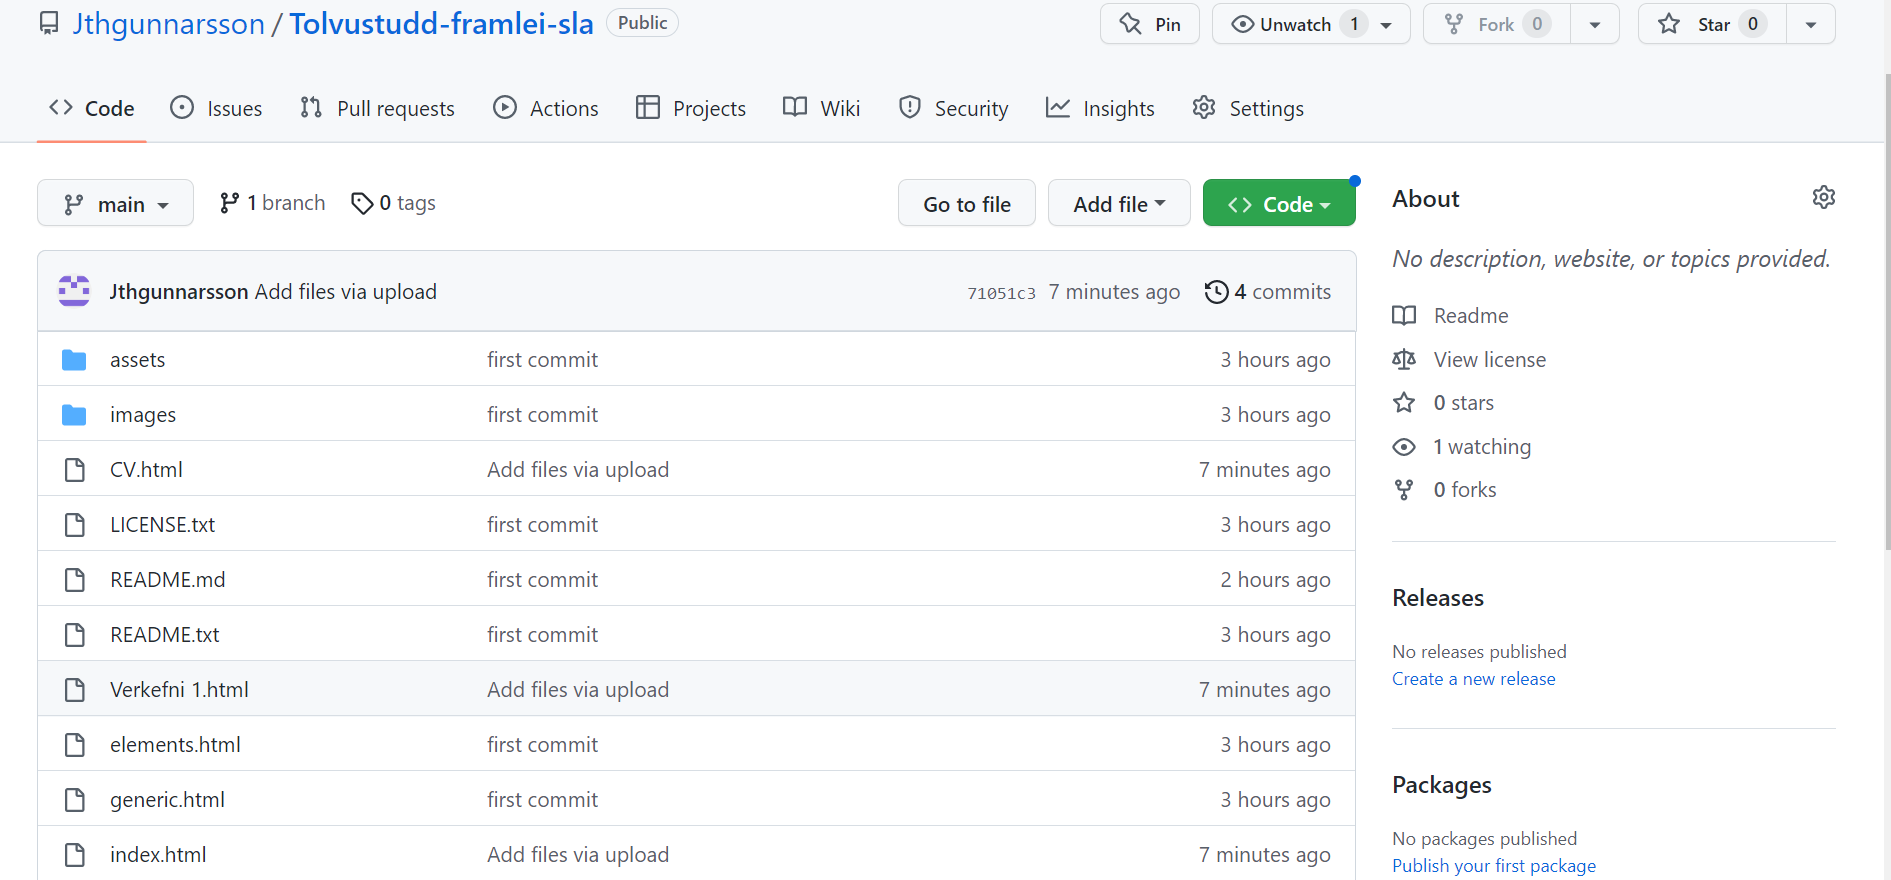 Jthgunnarsson / Tolvustudd-framlei-sla Public Pin Unwatch 1 Fork 0 Star 0
Code Issues Pull requests Actions Projects Wiki Security Insights Settings
main 1 branch 0 tags Go to file Add file Code
Jthgunnarsson Add files via upload 71051c3 7 minutes ago 4 commits
assets first commit 3 hours ago
images first commit 3 hours ago
CV.html Add files via upload 7 minutes ago
LICENSE.txt first commit 3 hours ago
README.md first commit 2 hours ago
README.txt first commit 3 hours ago
Verkefni 1.html Add files via upload 7 minutes ago
elements.html first commit 3 hours ago
generic.html first commit 3 hours ago
index.html Add files via upload 7 minutes ago
About
No description, website, or topics provided.
Readme
View license
0 stars
1 watching
0 forks
Releases
No releases published
Create a new release
Packages
No packages published
Publish your first package